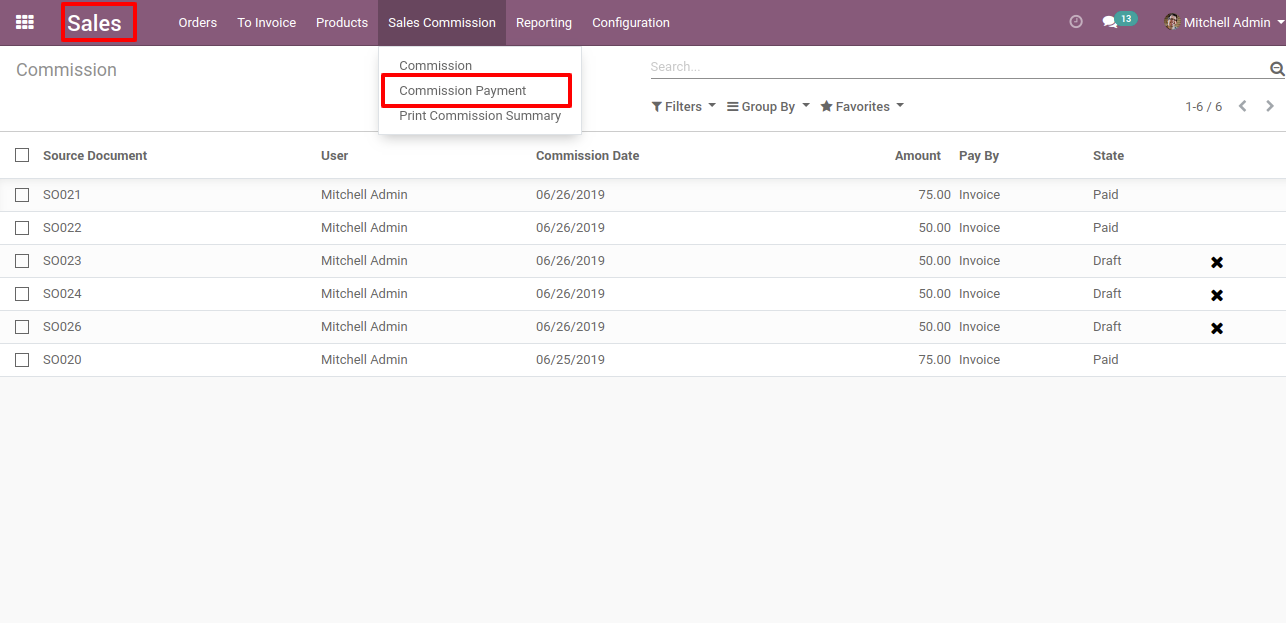 Sales Orders To Invoice Products Sales Commission Reporting Configuration 13 Mitchell Admin
Commission
Commission
Commission Payment
Print Commission Summary
Search...
Filters Group By Favorites 1-6 / 6
Source Document User Commission Date Amount Pay By State
SO021 Mitchell Admin 06/26/2019 75.00 Invoice Paid
SO022 Mitchell Admin 06/26/2019 50.00 Invoice Paid
SO023 Mitchell Admin 06/26/2019 50.00 Invoice Draft
SO024 Mitchell Admin 06/26/2019 50.00 Invoice Draft
SO026 Mitchell Admin 06/26/2019 50.00 Invoice Draft
SO020 Mitchell Admin 06/25/2019 75.00 Invoice Paid